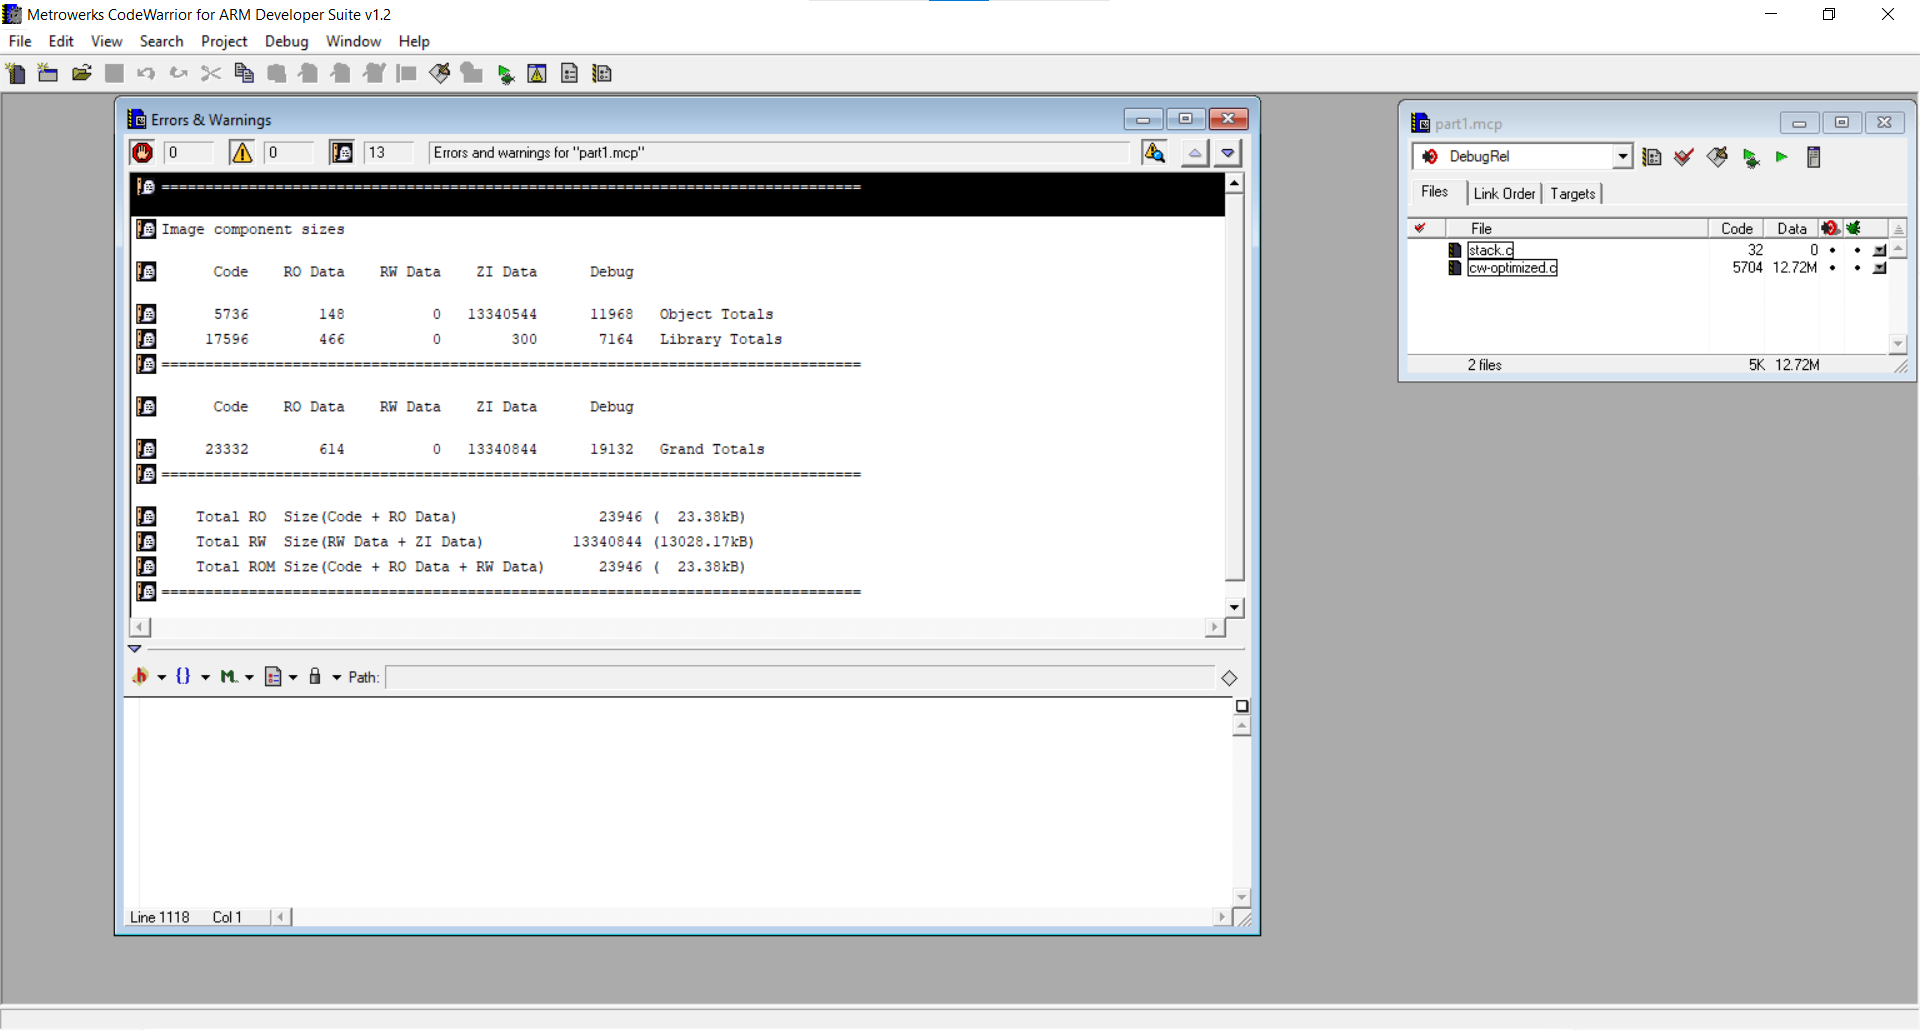 Metrowerks CodeWarrior for ARM Developer Suite v1.2
File Edit View Search Project Debug Window Help
Errors & Warnings
0 0 13 Errors and warnings for "part1.mcp"
================================================================================
Image component sizes
Code RO Data RW Data ZI Data Debug
5736 148 0 13340544 11968 Object Totals
17596 466 0 300 7164 Library Totals
================================================================================
Code RO Data RW Data ZI Data Debug
23332 614 0 13340844 19132 Grand Totals
================================================================================
Total RO Size(Code + RO Data) 23946 ( 23.38kB)
Total RW Size(RW Data + ZI Data) 13340844 (13028.17kB)
Total ROM Size(Code + RO Data + RW Data) 23946 ( 23.38kB)
================================================================================
{} M. Path:
Line 1118 Col 1
part1.mcp
DebugRel
Files Link Order Targets
File Code Data
stack.c 32 0 • •
cw-optimized.c 5704 12.72M • •
2 files 5K 12.72M